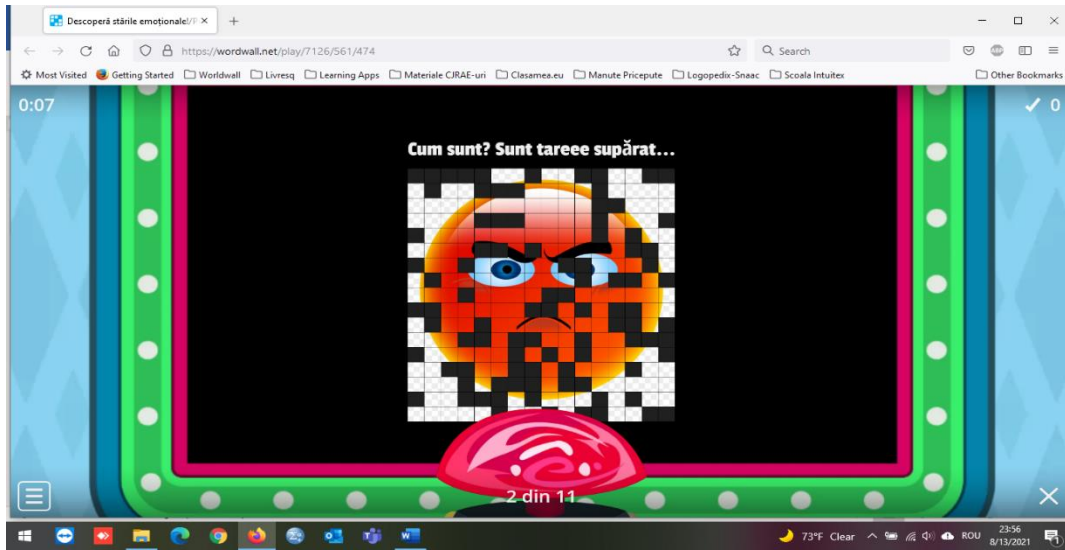 Descoperă stările emoționale!/P
https://wordwall.net/play/7126/561/474
Search
Most Visited Getting Started Worldwall Livresq Learning Apps Materiale CJRAE-uri Clasamea.eu Manute Pricepute Logopedix-Snaac Scoala Intuitex Other Bookmarks
0:07
0
Cum sunt? Sunt tareee supărat...
2 din 11
73°F Clear ROU 23:56
8/13/2021